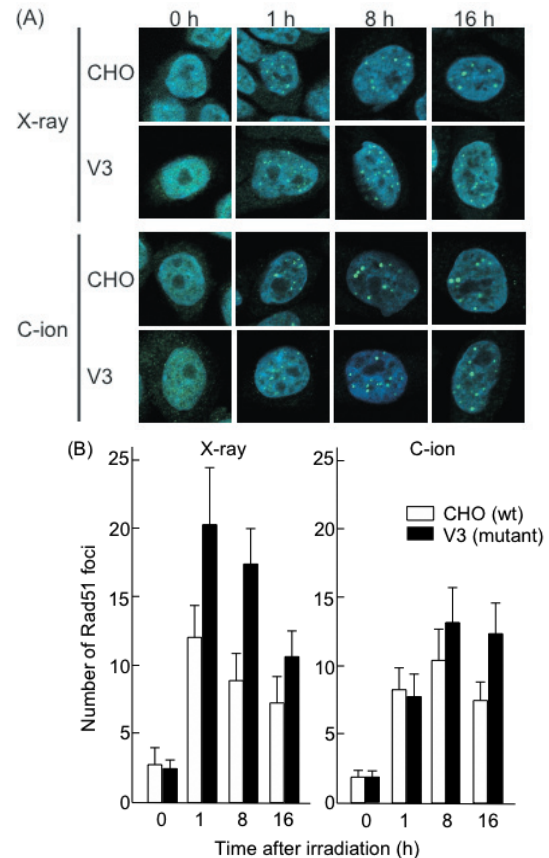 (A) 0 h 1 h 8 h 16 h
CHO
X-ray
V3
CHO
C-ion
V3
(B) X-ray C-ion
25 25
CHO (wt)
V3 (mutant)
20 20
15 15
10 10
5 5
0 0
Number of Rad51 foci
0 1 8 16 0 1 8 16
Time after irradiation (h)